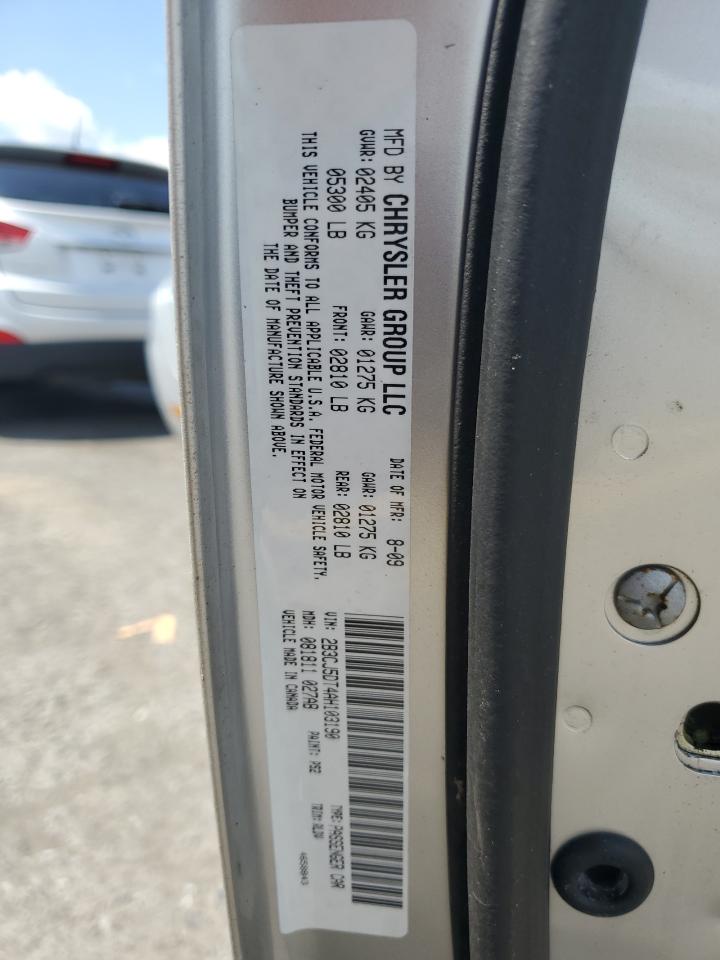 MFD BY CHRYSLER GROUP LLC DATE OF MFR: 8-09
GVWR: 02405 KG GAWR: 01275 KG GAWR: 01275 KG
05300 LB FRONT: 02810 LB REAR: 02810 LB
THIS VEHICLE CONFORMS TO ALL APPLICABLE U.S.A. FEDERAL MOTOR VEHICLE SAFETY,
BUMPER AND THEFT PREVENTION STANDARDS IN EFFECT ON
THE DATE OF MANUFACTURE SHOWN ABOVE.
VIN: 2B3CJ5DT4AH103190 TYPE: PASSENGER CAR
MDH: 081811 027AB PAINT: PS2 TRIM:
VEHICLE MADE IN CANADA